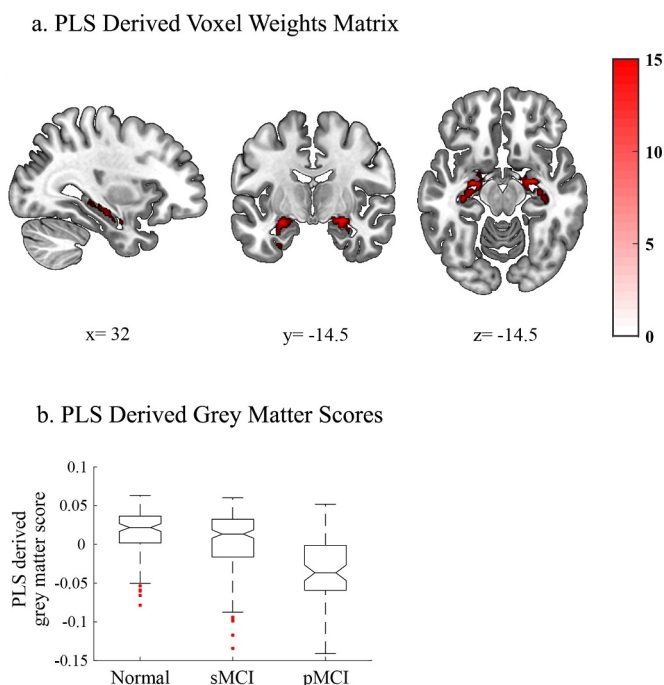 a. PLS Derived Voxel Weights Matrix
15
10
5
0
x= 32
y= -14.5
z= -14.5
b. PLS Derived Grey Matter Scores
PLS derived
grey matter score
0.1
0.05
0
-0.05
-0.1
-0.15
Normal
sMCI
pMCI